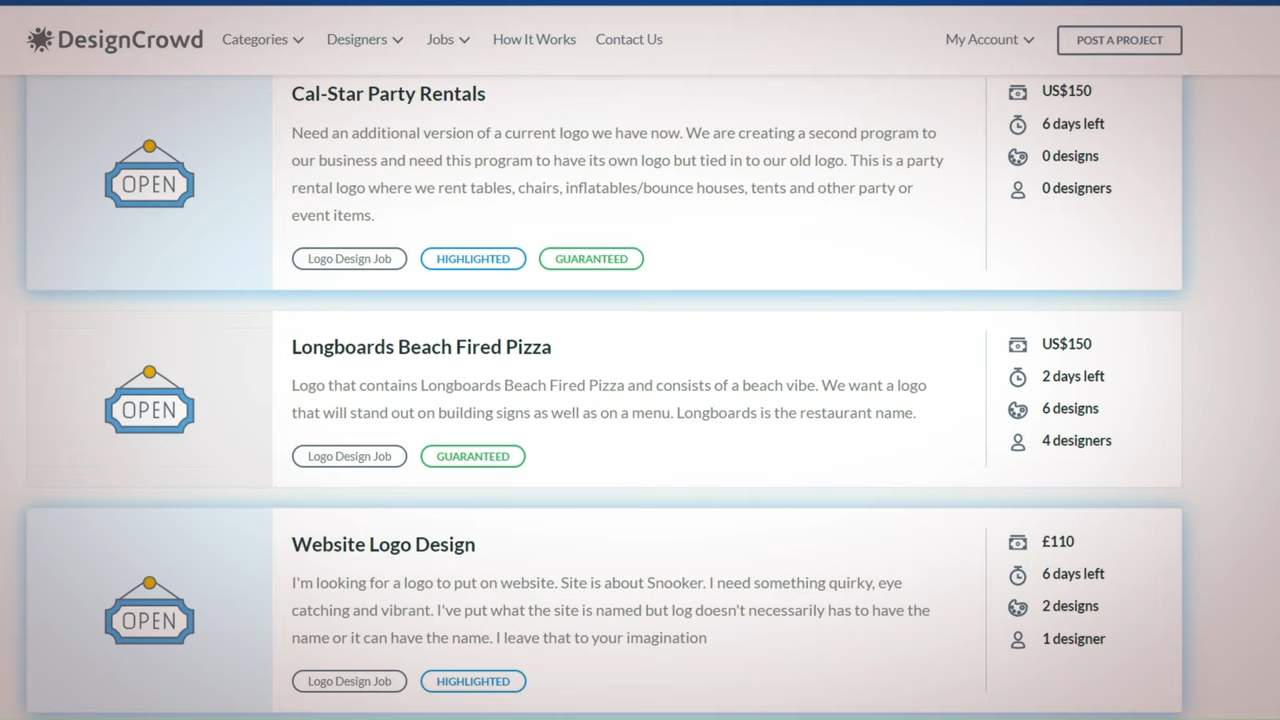 DesignCrowd Categories Designers Jobs How It Works Contact Us My Account POST A PROJECT
Cal-Star Party Rentals
Need an additional version of a current logo we have now. We are creating a second program to
our business and need this program to have its own logo but tied in to our old logo. This is a party
rental logo where we rent tables, chairs, inflatables/bounce houses, tents and other party or
event items.
Logo Design Job HIGHLIGHTED GUARANTEED
OPEN
US$150
6 days left
0 designs
0 designers
Longboards Beach Fired Pizza
Logo that contains Longboards Beach Fired Pizza and consists of a beach vibe. We want a logo
that will stand out on building signs as well as on a menu. Longboards is the restaurant name.
Logo Design Job GUARANTEED
OPEN
US$150
2 days left
6 designs
4 designers
Website Logo Design
I'm looking for a logo to put on website. Site is about Snooker. I need something quirky, eye
catching and vibrant. I've put what the site is named but log doesn't necessarily has to have the
name or it can have the name. I leave that to your imagination
Logo Design Job HIGHLIGHTED
OPEN
£110
6 days left
2 designs
1 designer